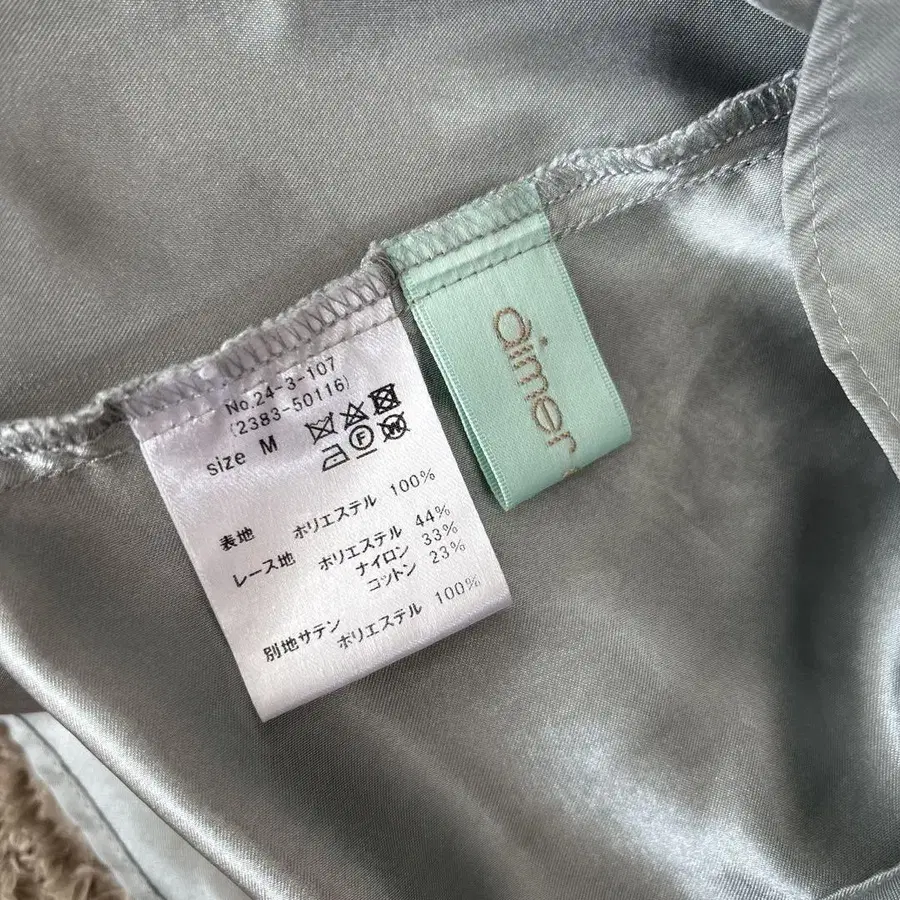 No.24-3-107
(2383-50116)
size M
表地 ポリエステル 100%
レース地 ポリエステル 44%
ナイロン 33%
コットン 23%
別地サテン ポリエステル 100%
aimer